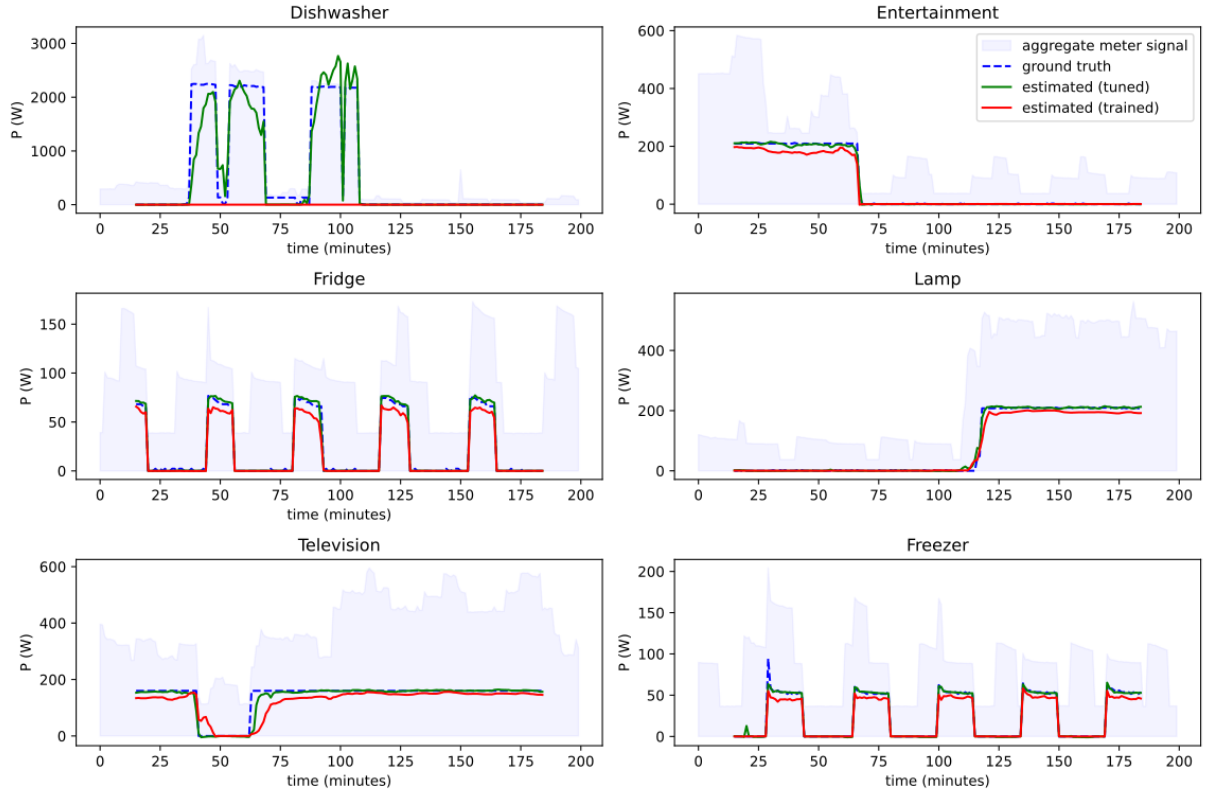 Dishwasher
P (W)
3000
2000
1000
0
0 25 50 75 100 125 150 175 200
time (minutes)
Entertainment
P (W)
600
400
200
0
0 25 50 75 100 125 150 175 200
time (minutes)
aggregate meter signal
ground truth
estimated (tuned)
estimated (trained)
Fridge
P (W)
150
100
50
0
0 25 50 75 100 125 150 175 200
time (minutes)
Lamp
P (W)
400
200
0
0 25 50 75 100 125 150 175 200
time (minutes)
Television
P (W)
600
400
200
0
0 25 50 75 100 125 150 175 200
time (minutes)
Freezer
P (W)
200
150
100
50
0
0 25 50 75 100 125 150 175 200
time (minutes)